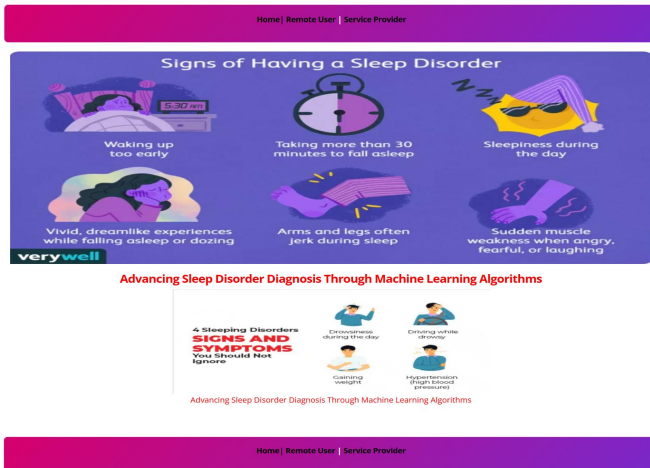 Home| Remote User | Service Provider
Signs of Having a Sleep Disorder
5:30 AM
Waking up
too early
Taking more than 30
minutes to fall asleep
ZZZZ
Sleepiness during
the day
Vivid, dreamlike experiences
while falling asleep or dozing
Arms and legs often
jerk during sleep
Sudden muscle
weakness when angry,
fearful, or laughing
verywell
Advancing Sleep Disorder Diagnosis Through Machine Learning Algorithms
4 Sleeping Disorders
SIGNS AND
SYMPTOMS
You Should Not
Ignore
Drowsiness
during the day
Driving while
drowsy
Gaining
weight
Hypertension
(high blood
pressure)
Advancing Sleep Disorder Diagnosis Through Machine Learning Algorithms
Home| Remote User | Service Provider